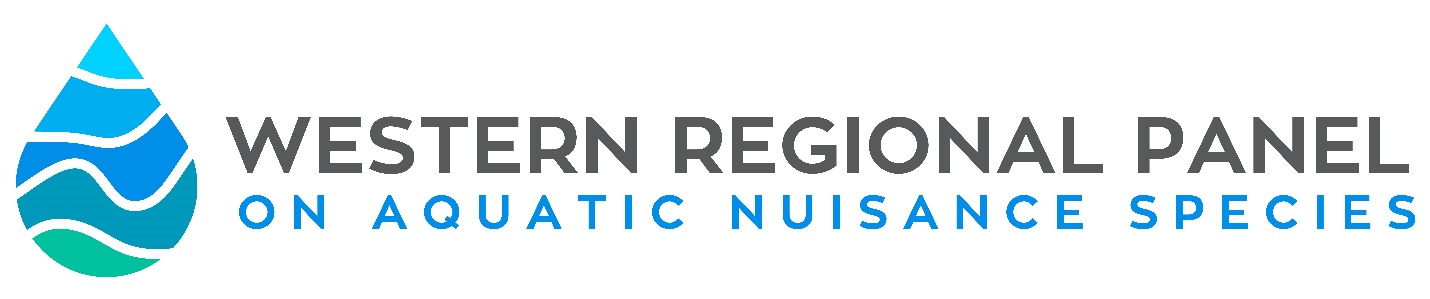 WESTERN REGIONAL PANEL
ON AQUATIC NUISANCE SPECIES